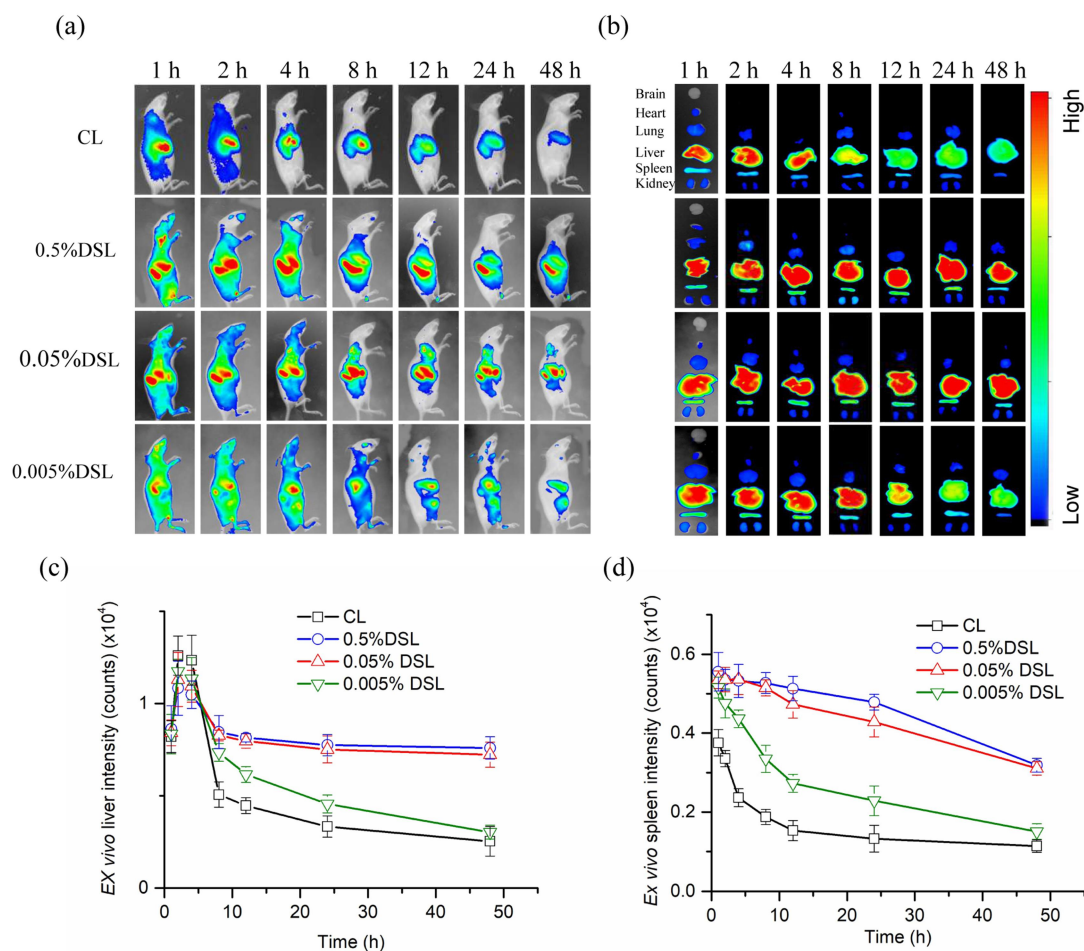 (a)
1 h 2 h 4 h 8 h 12 h 24 h 48 h
CL
0.5%DSL
0.05%DSL
0.005%DSL
(b)
1 h 2 h 4 h 8 h 12 h 24 h 48 h
Brain
Heart
Lung
Liver
Spleen
Kidney
High
Low
(c)
EX vivo liver intensity (counts) (x10⁴)
1
0
0 10 20 30 40 50
Time (h)
CL
0.5%DSL
0.05% DSL
0.005% DSL
(d)
Ex vivo spleen intensity (counts) (x10⁴)
0.6
0.4
0.2
0.0
0 10 20 30 40 50
Time (h)
CL
0.5%DSL
0.05% DSL
0.005% DSL